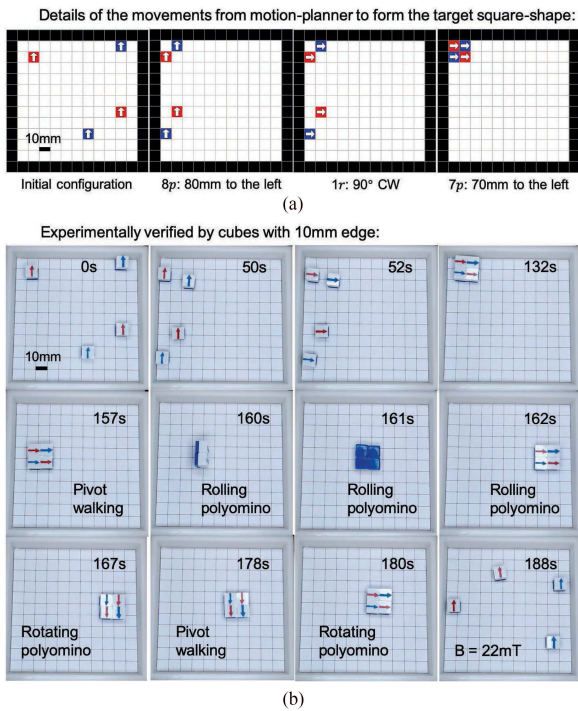 Details of the movements from motion-planner to form the target square-shape:
10mm
Initial configuration
8p: 80mm to the left
1r: 90° CW
7p: 70mm to the left
(a)
Experimentally verified by cubes with 10mm edge:
0s
50s
52s
132s
10mm
157s
160s
161s
162s
Pivot
walking
Rolling
polyomino
Rolling
polyomino
Rolling
polyomino
167s
178s
180s
188s
Rotating
polyomino
Pivot
walking
Rotating
polyomino
B = 22mT
(b)